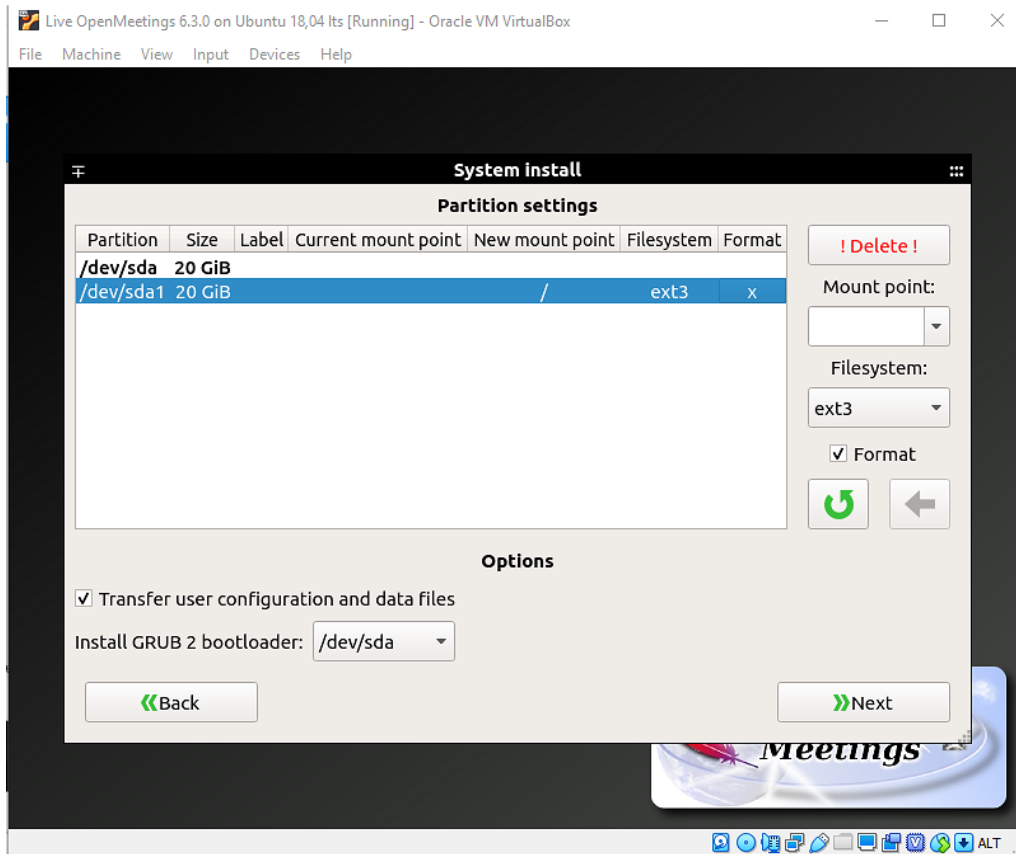 Live OpenMeetings 6.3.0 on Ubuntu 18,04 lts [Running] - Oracle VM VirtualBox
File Machine View Input Devices Help
System install
Partition settings
Partition Size Label Current mount point New mount point Filesystem Format
/dev/sda 20 GiB
/dev/sda1 20 GiB / ext3 x
! Delete !
Mount point:
Filesystem:
ext3
Format
Options
Transfer user configuration and data files
Install GRUB 2 bootloader: /dev/sda
Back
Next
Meetings
ALT